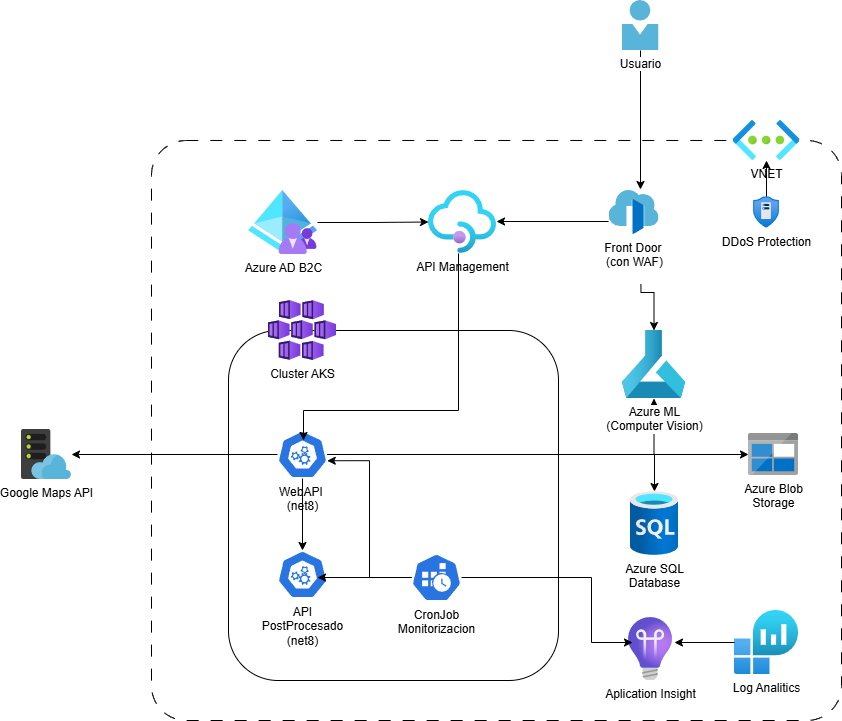 Usuario
VNET
DDoS Protection
Front Door
(con WAF)
Azure AD B2C
API Management
Cluster AKS
Azure ML
(Computer Vision)
Google Maps API
WebAPI
(net8)
Azure Blob
Storage
SQL
Azure SQL
Database
API
PostProcesado
(net8)
CronJob
Monitorizacion
Aplication Insight
Log Analitics